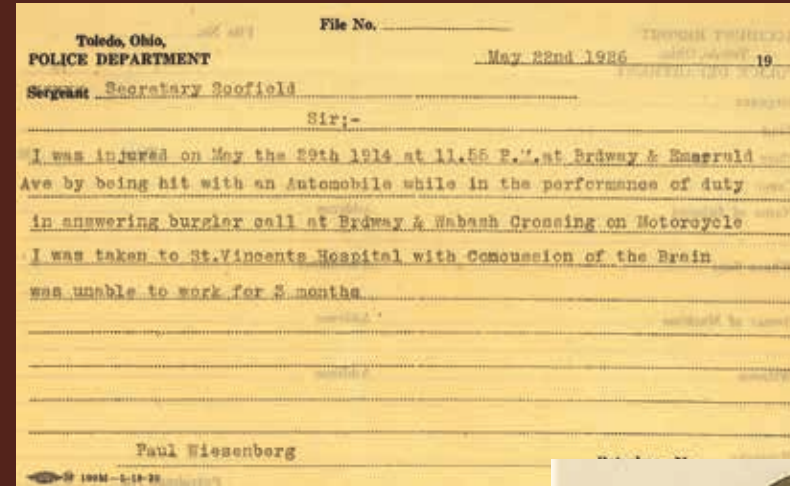 File No.
Toledo, Ohio,
POLICE DEPARTMENT
May 22nd 1926 19
Sergeant Secretary Scofield
Sir;-
I was injured on May the 29th 1914 at 11.55 P.M. at Brdway & Emerruld
Ave by being hit with an Automobile while in the performance of duty
in answering burgler call at Brdway & Wabash Crossing on Motorcycle
I was taken to St.Vincents Hospital with Concussion of the Brain
was unable to work for 3 months
Paul Wiesenberg